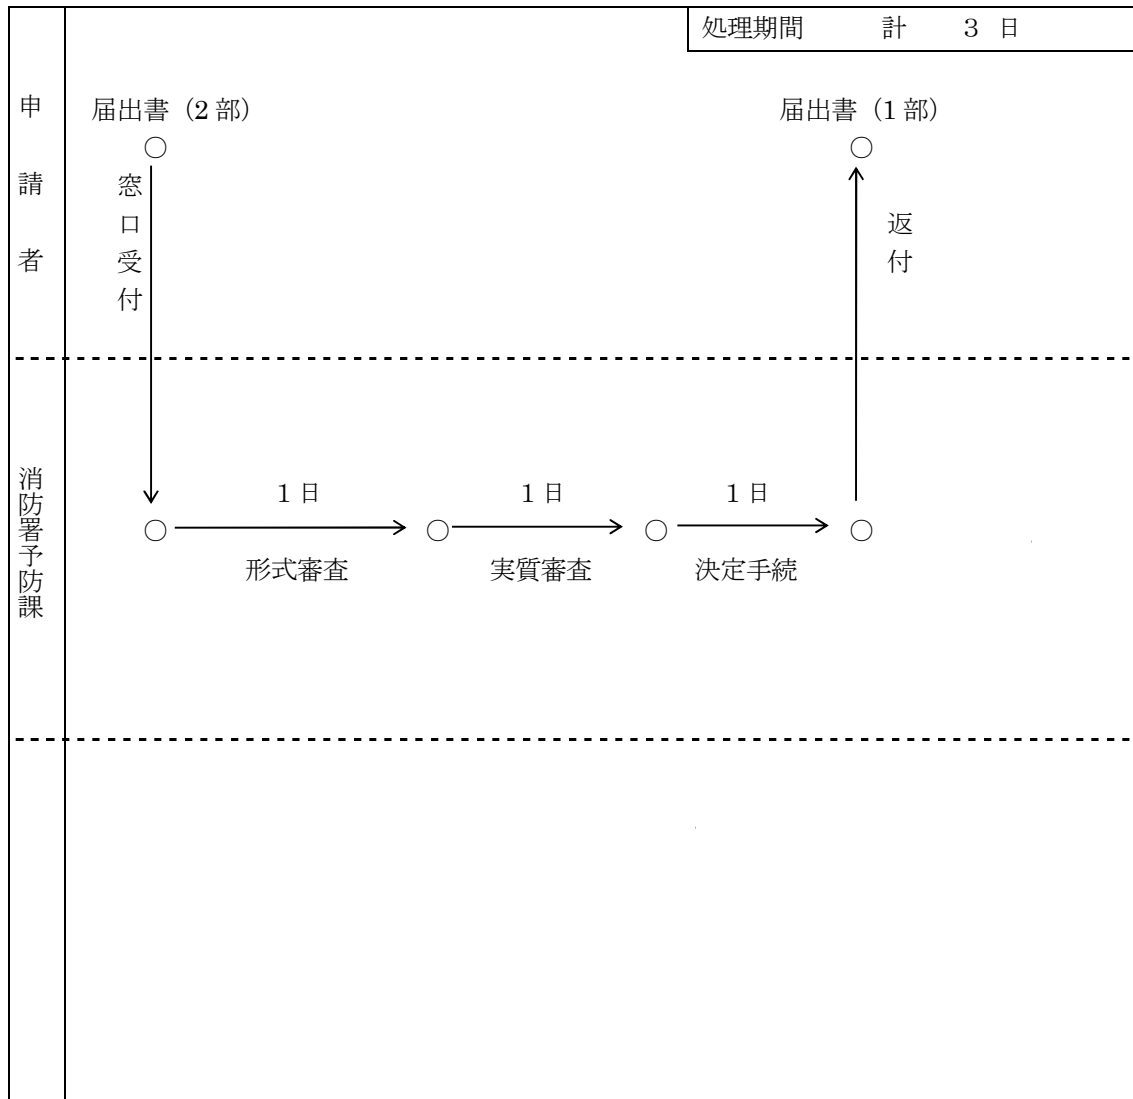 処理期間 計 3 日
申請者
届出書（2部）
届出書（1部）
窓口受付
返付
消防署予防課
1日
1日
1日
形式審査
実質審査
決定手続